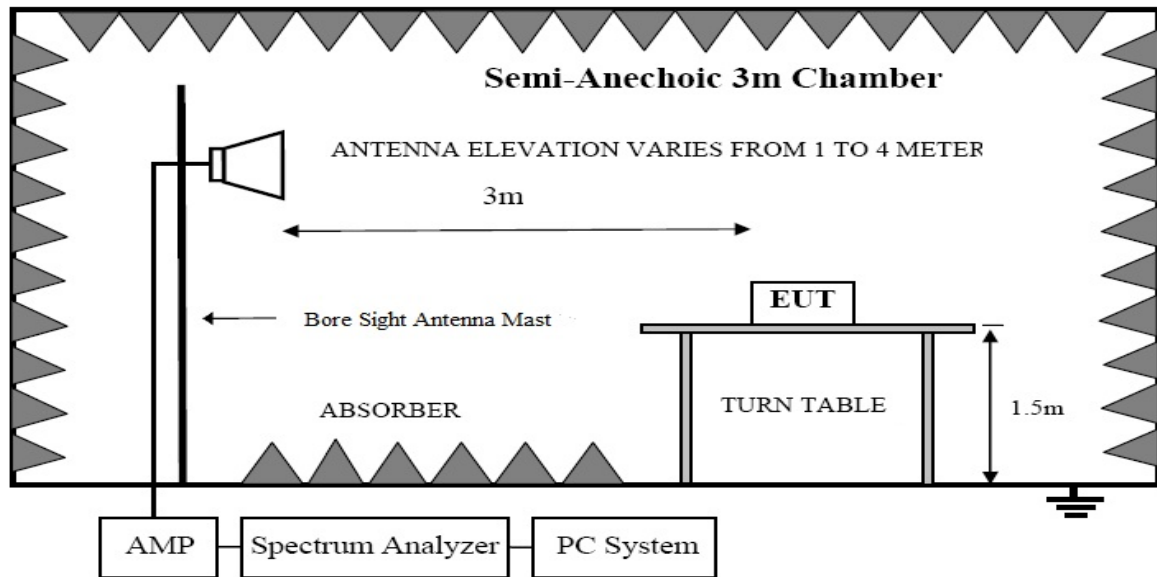 Semi-Anechoic 3m Chamber
ANTENNA ELEVATION VARIES FROM 1 TO 4 METER
3m
EUT
Bore Sight Antenna Mast
ABSORBER
TURN TABLE
1.5m
AMP
Spectrum Analyzer
PC System